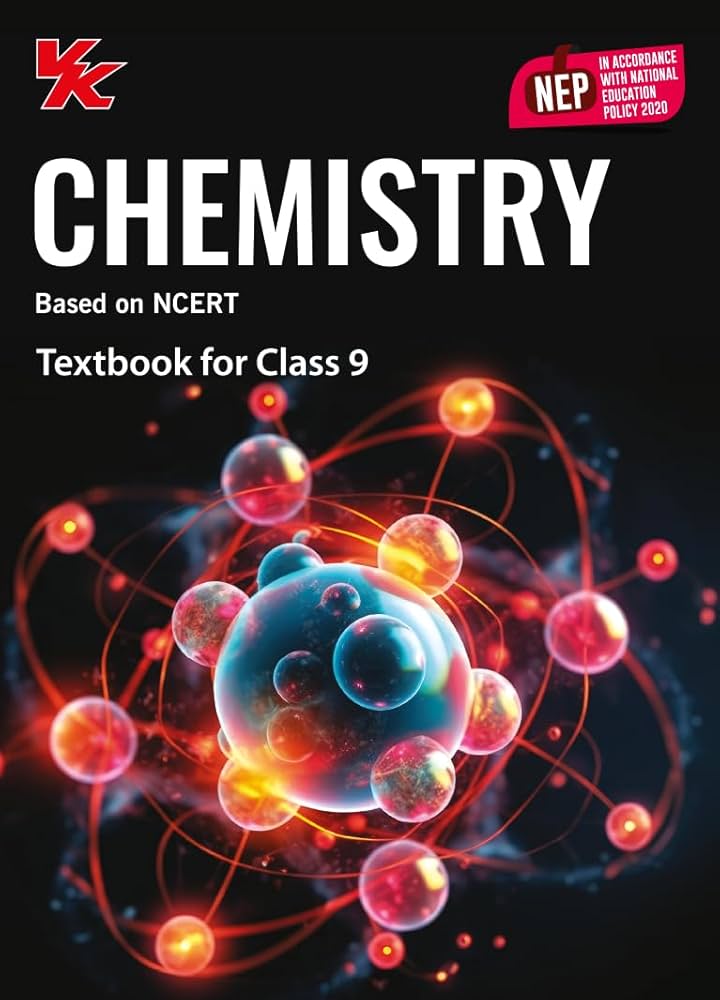 VK
NEP
IN ACCORDANCE
WITH NATIONAL
EDUCATION
POLICY 2020
CHEMISTRY
Based on NCERT
Textbook for Class 9